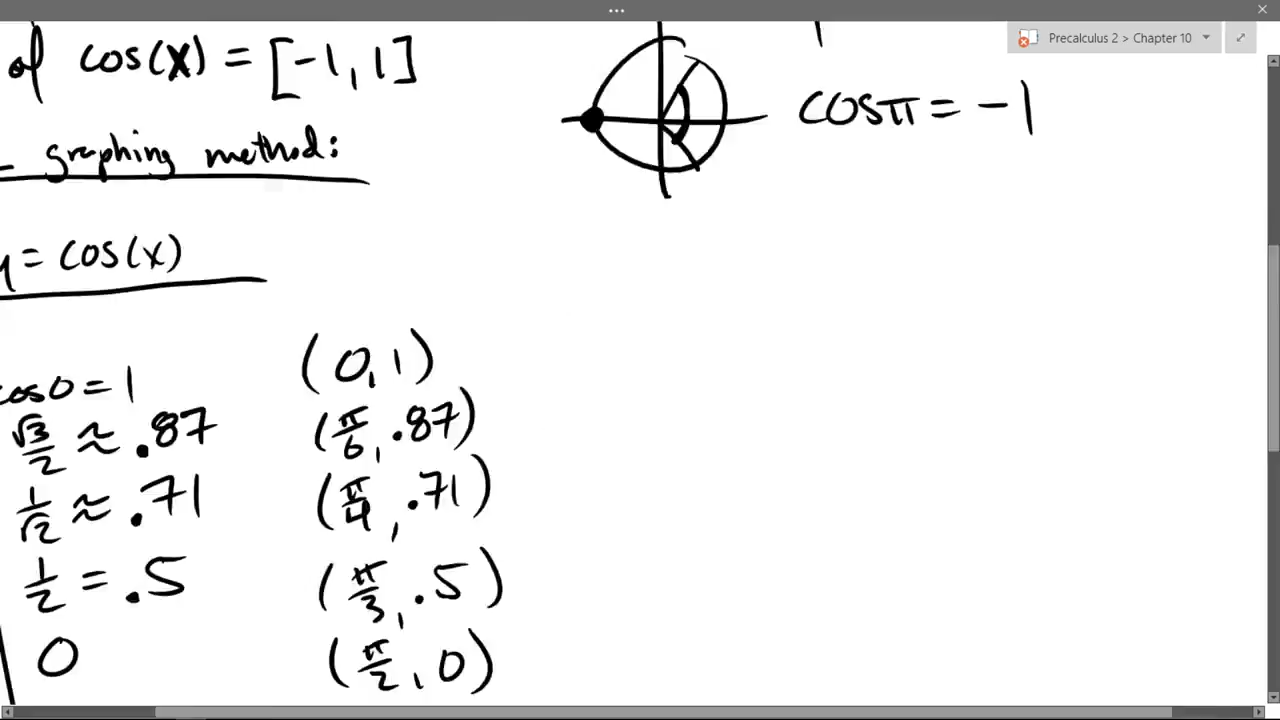 Precalculus 2 > Chapter 10
of cos(x) = [-1, 1]
cos π = -1
graphing method:
y = cos(x)
cos 0 = 1 (0, 1)
√3/2 ≈ .87 (π/6, .87)
1/√2 ≈ .71 (π/4, .71)
1/2 = .5 (π/3, .5)
0 (π/2, 0)